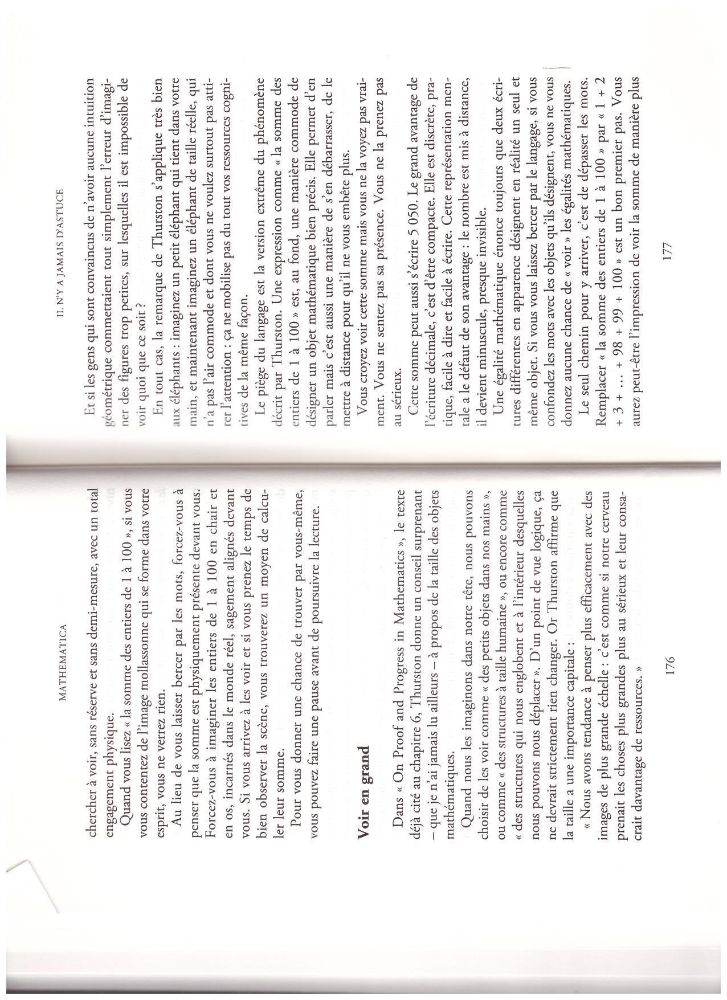 MATHEMATICA
chercher à voir, sans réserve et sans demi-mesure, avec un total
engagement physique.
Quand vous lisez « la somme des entiers de 1 à 100 », si vous
vous contentez de l'image mollassonne qui se forme dans votre
esprit, vous ne verrez rien.
Au lieu de vous laisser bercer par les mots, forcez-vous à
penser que la somme est physiquement présente devant vous.
Forcez-vous à imaginer les entiers de 1 à 100 en chair et
en os, incarnés dans le monde réel, sagement alignés devant
vous. Si vous arrivez à les voir et si vous prenez le temps de
bien observer la scène, vous trouverez un moyen de calcu-
ler leur somme.
Pour vous donner une chance de trouver par vous-même,
vous pouvez faire une pause avant de poursuivre la lecture.
Voir en grand
Dans « On Proof and Progress in Mathematics », le texte
déjà cité au chapitre 6, Thurston donne un conseil surprenant
– que je n'ai jamais lu ailleurs – à propos de la taille des objets
mathématiques.
Quand nous les imaginons dans notre tête, nous pouvons
choisir de les voir comme « des petits objets dans nos mains »,
ou comme « des structures à taille humaine », ou encore comme
« des structures qui nous englobent et à l'intérieur desquelles
nous pouvons nous déplacer ». D'un point de vue logique, ça
ne devrait strictement rien changer. Or Thurston affirme que
la taille a une importance capitale :
« Nous avons tendance à penser plus efficacement avec des
images de plus grande échelle : c'est comme si notre cerveau
prenait les choses plus grandes plus au sérieux et leur consa-
crait davantage de ressources. »
176
IL N'Y A JAMAIS D'ASTUCE
Et si les gens qui sont convaincus de n'avoir aucune intuition
géométrique commettaient tout simplement l'erreur d'imagi-
ner des figures trop petites, sur lesquelles il est impossible de
voir quoi que ce soit ?
En tout cas, la remarque de Thurston s'applique très bien
aux éléphants : imaginez un petit éléphant qui tient dans votre
main, et maintenant imaginez un éléphant de taille réelle, qui
n'a pas l'air commode et dont vous ne voulez surtout pas atti-
rer l'attention : ça ne mobilise pas du tout vos ressources cogni-
tives de la même façon.
Le piège du langage est la version extrême du phénomène
décrit par Thurston. Une expression comme « la somme des
entiers de 1 à 100 » est, au fond, une manière commode de
désigner un objet mathématique bien précis. Elle permet d'en
parler mais c'est aussi une manière de s'en débarrasser, de le
mettre à distance pour qu'il ne vous embête plus.
Vous croyez voir cette somme mais vous ne la voyez pas vrai-
ment. Vous ne sentez pas sa présence. Vous ne la prenez pas
au sérieux.
Cette somme peut aussi s'écrire 5 050. Le grand avantage de
l'écriture décimale, c'est d'être compacte. Elle est discrète, pra-
tique, facile à dire et facile à écrire. Cette représentation men-
tale a le défaut de son avantage : le nombre est mis à distance,
il devient minuscule, presque invisible.
Une égalité mathématique énonce toujours que deux écri-
tures différentes en apparence désignent en réalité un seul et
même objet. Si vous vous laissez bercer par le langage, si vous
confondez les mots avec les objets qu'ils désignent, vous ne vous
donnez aucune chance de « voir » les égalités mathématiques.
Le seul chemin pour y arriver, c'est de dépasser les mots.
Remplacer « la somme des entiers de 1 à 100 » par « 1 + 2
+ 3 + … + 98 + 99 + 100 » est un bon premier pas. Vous
aurez peut-être l'impression de voir la somme de manière plus
177